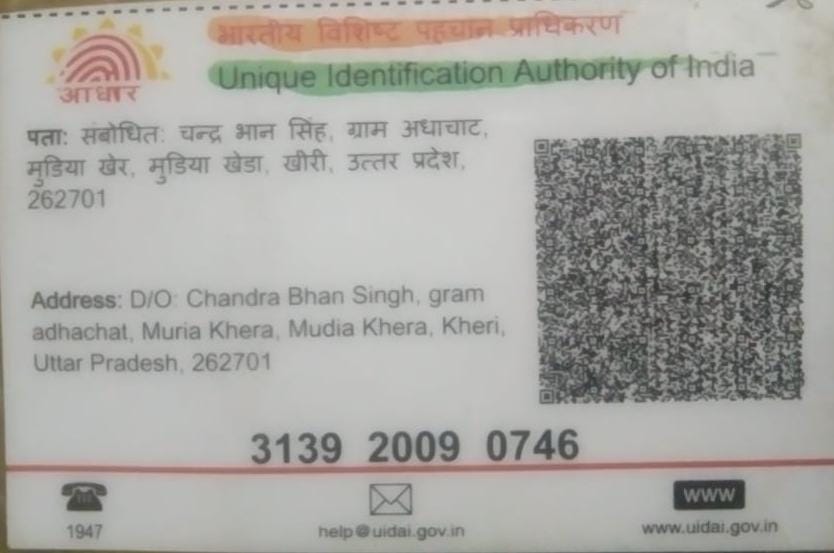 भारतीय विशिष्ट पहचान प्राधिकरण
Unique Identification Authority of India
आधार
पता: संबोधित: चन्द्र भान सिंह, ग्राम अधाचाट,
मुडिया खेर, मुडिया खेडा, खीरी, उत्तर प्रदेश,
262701
Address: D/O: Chandra Bhan Singh, gram
adhachat, Muria Khera, Mudia Khera, Kheri,
Uttar Pradesh, 262701
3139 2009 0746
1947
help@uidai.gov.in
www
www.uidai.gov.in